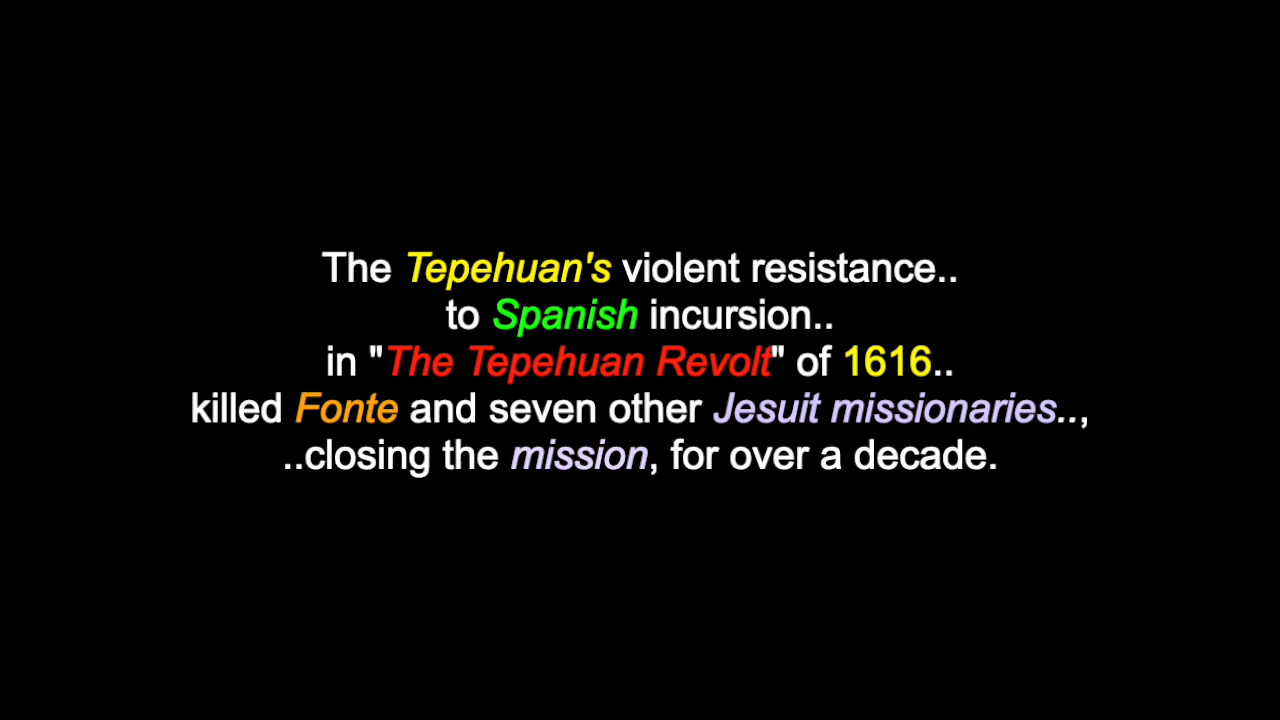 The Tepehuan's violent resistance..
to Spanish incursion..
in "The Tepehuan Revolt" of 1616..
killed Fonte and seven other Jesuit missionaries..,
..closing the mission, for over a decade.